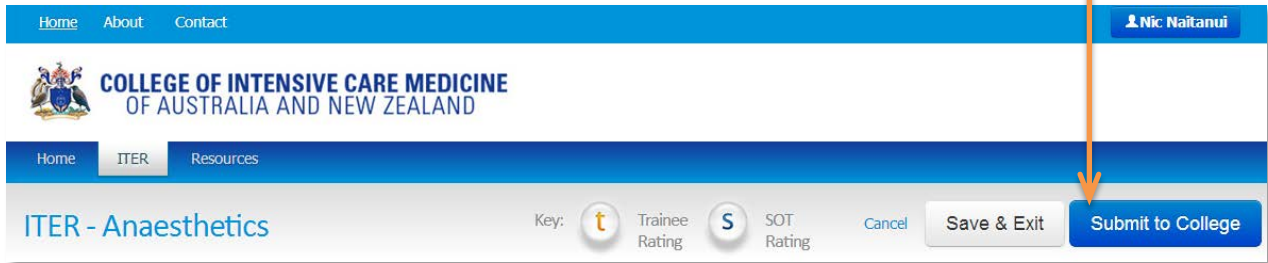 Home About Contact
Nic Naitanui
COLLEGE OF INTENSIVE CARE MEDICINE
OF AUSTRALIA AND NEW ZEALAND
Home ITER Resources
ITER - Anaesthetics
Key:
t
Trainee
Rating
S
SOT
Rating
Cancel
Save & Exit
Submit to College